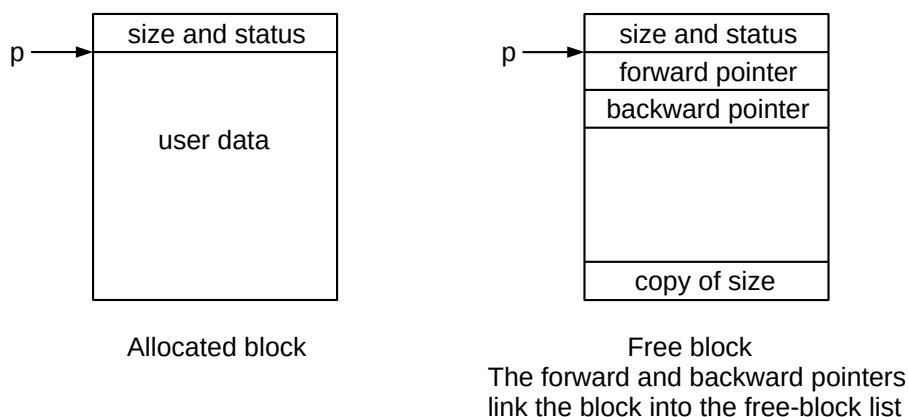 size and status
p
user data
Allocated block
size and status
p
forward pointer
backward pointer
copy of size
Free block
The forward and backward pointers
link the block into the free-block list